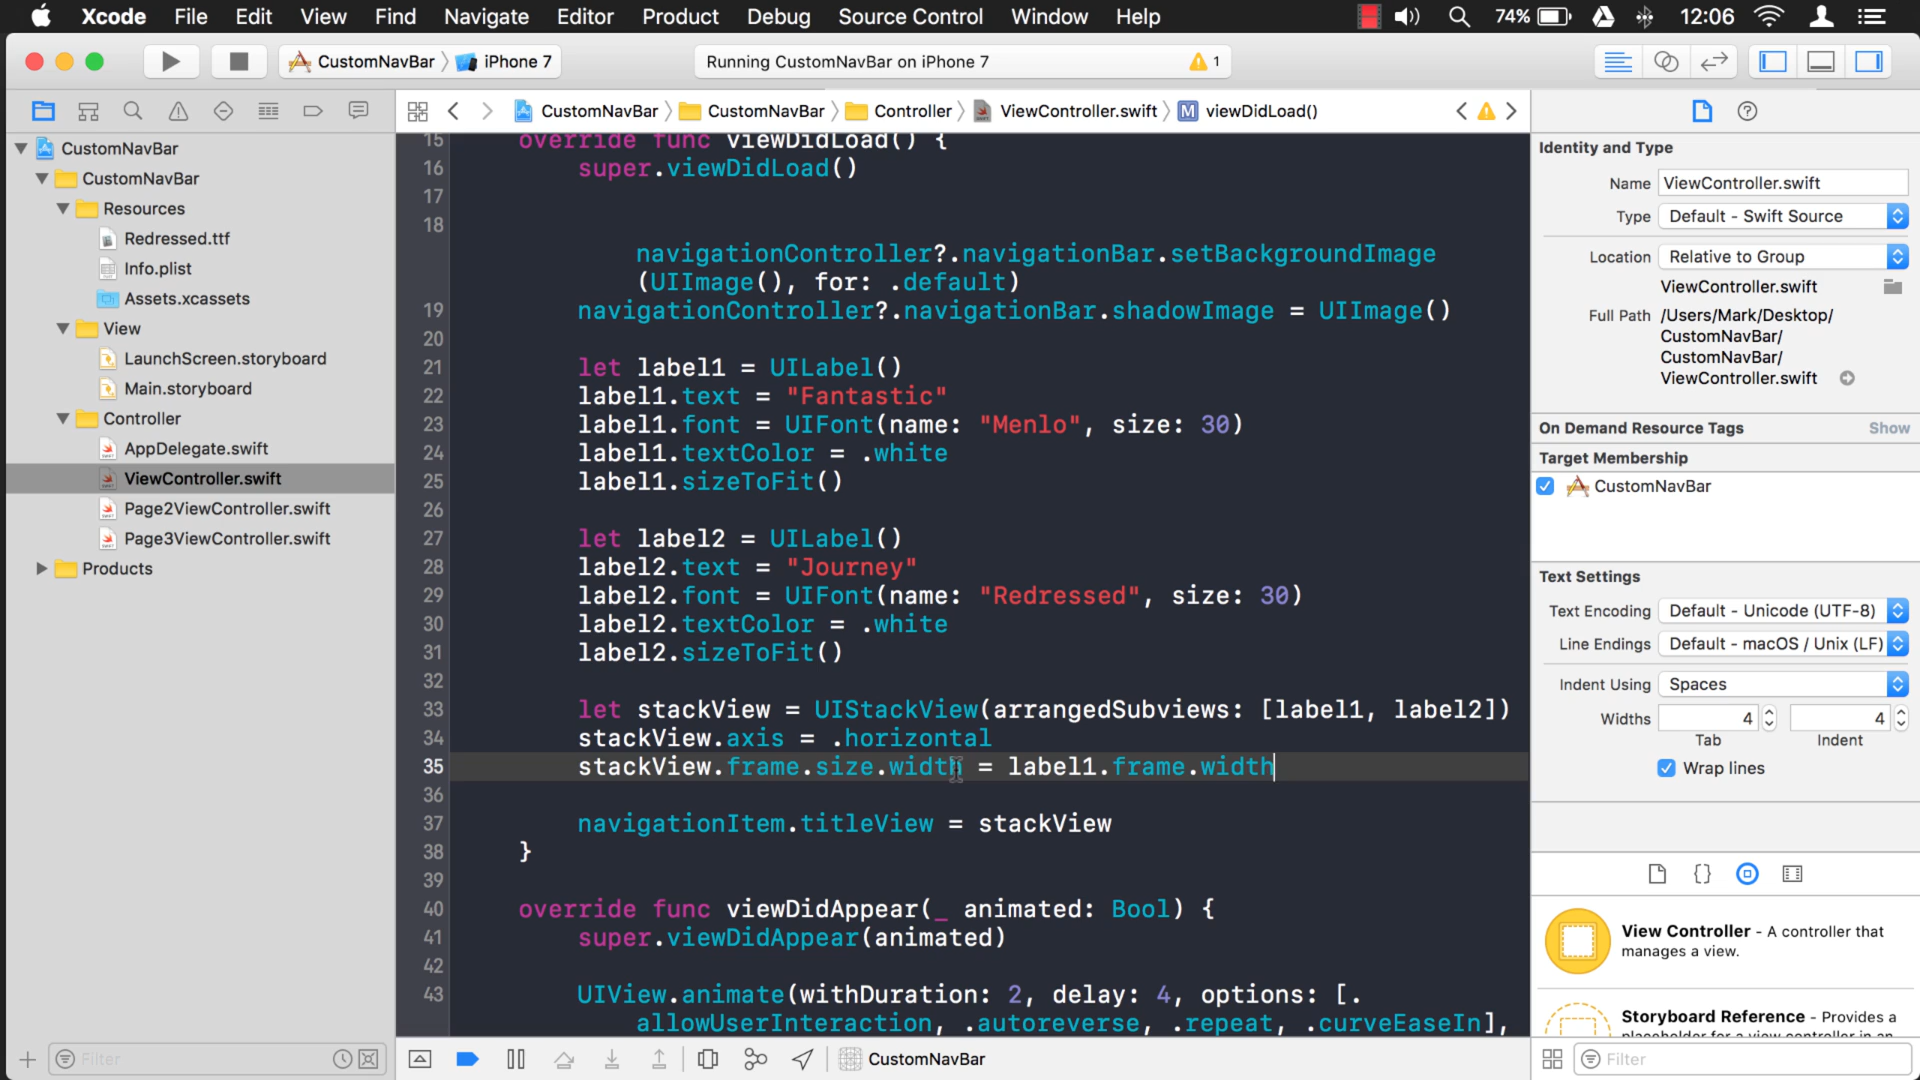 Xcode File Edit View Find Navigate Editor Product Debug Source Control Window Help 74% 12:06
CustomNavBar iPhone 7
Running CustomNavBar on iPhone 7
1
CustomNavBar CustomNavBar Controller ViewController.swift M viewDidLoad()
CustomNavBar
CustomNavBar
Resources
Redressed.ttf
Info.plist
Assets.xcassets
View
LaunchScreen.storyboard
Main.storyboard
Controller
AppDelegate.swift
ViewController.swift
Page2ViewController.swift
Page3ViewController.swift
Products
Filter
15 override func viewDidLoad() {
16 super.viewDidLoad()
17
18
navigationController?.navigationBar.setBackgroundImage
(UIImage(), for: .default)
19 navigationController?.navigationBar.shadowImage = UIImage()
20
21 let label1 = UILabel()
22 label1.text = "Fantastic"
23 label1.font = UIFont(name: "Menlo", size: 30)
24 label1.textColor = .white
25 label1.sizeToFit()
26
27 let label2 = UILabel()
28 label2.text = "Journey"
29 label2.font = UIFont(name: "Redressed", size: 30)
30 label2.textColor = .white
31 label2.sizeToFit()
32
33 let stackView = UIStackView(arrangedSubviews: [label1, label2])
34 stackView.axis = .horizontal
35 stackView.frame.size.width = label1.frame.width
36
37 navigationItem.titleView = stackView
38 }
39
40 override func viewDidAppear(_ animated: Bool) {
41 super.viewDidAppear(animated)
42
43 UIView.animate(withDuration: 2, delay: 4, options: [.
allowUserInteraction, .autoreverse, .repeat, .curveEaseIn],
CustomNavBar
Identity and Type
Name ViewController.swift
Type Default - Swift Source
Location Relative to Group
ViewController.swift
Full Path /Users/Mark/Desktop/
CustomNavBar/
CustomNavBar/
ViewController.swift
On Demand Resource Tags Show
Target Membership
CustomNavBar
Text Settings
Text Encoding Default - Unicode (UTF-8)
Line Endings Default - macOS / Unix (LF)
Indent Using Spaces
Widths 4 4
Tab Indent
Wrap lines
View Controller - A controller that
manages a view.
Storyboard Reference - Provides a
placeholder for a view controller in an
Filter